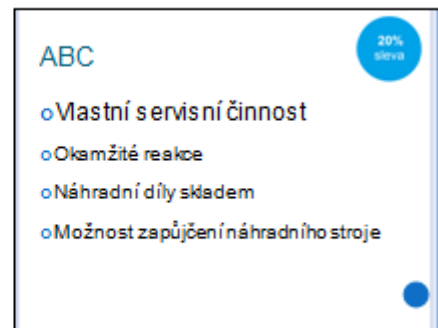 ABC
20%
sleva
Vlastní servisní činnost
Okamžité reakce
Náhradní díly skladem
Možnost zapůjčení náhradního stroje